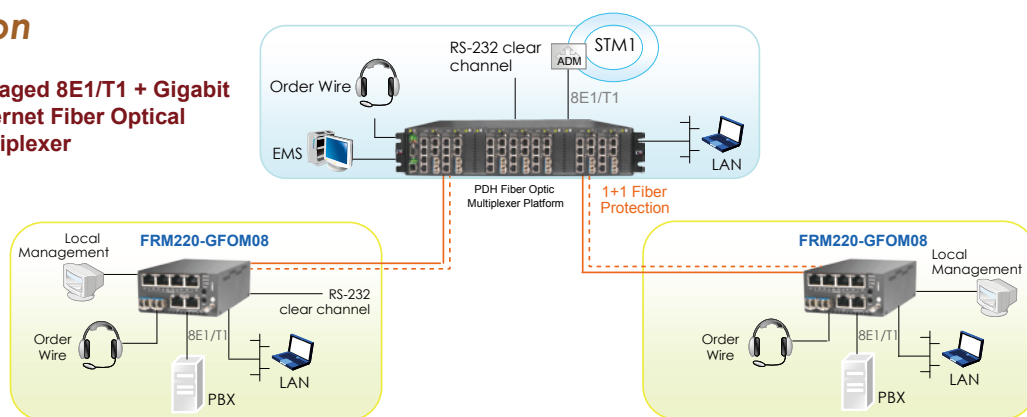 on
aged 8E1/T1 + Gigabit
ernet Fiber Optical
iplexer
RS-232 clear
channel
STM1
ADM
8E1/T1
Order Wire
EMS
LAN
PDH Fiber Optic
Multiplexer Platform
1+1 Fiber
Protection
Local
Management
FRM220-GFOM08
RS-232
clear channel
Order
Wire
8E1/T1
LAN
PBX
FRM220-GFOM08
Local
Management
Order
Wire
8E1/T1
LAN
PBX